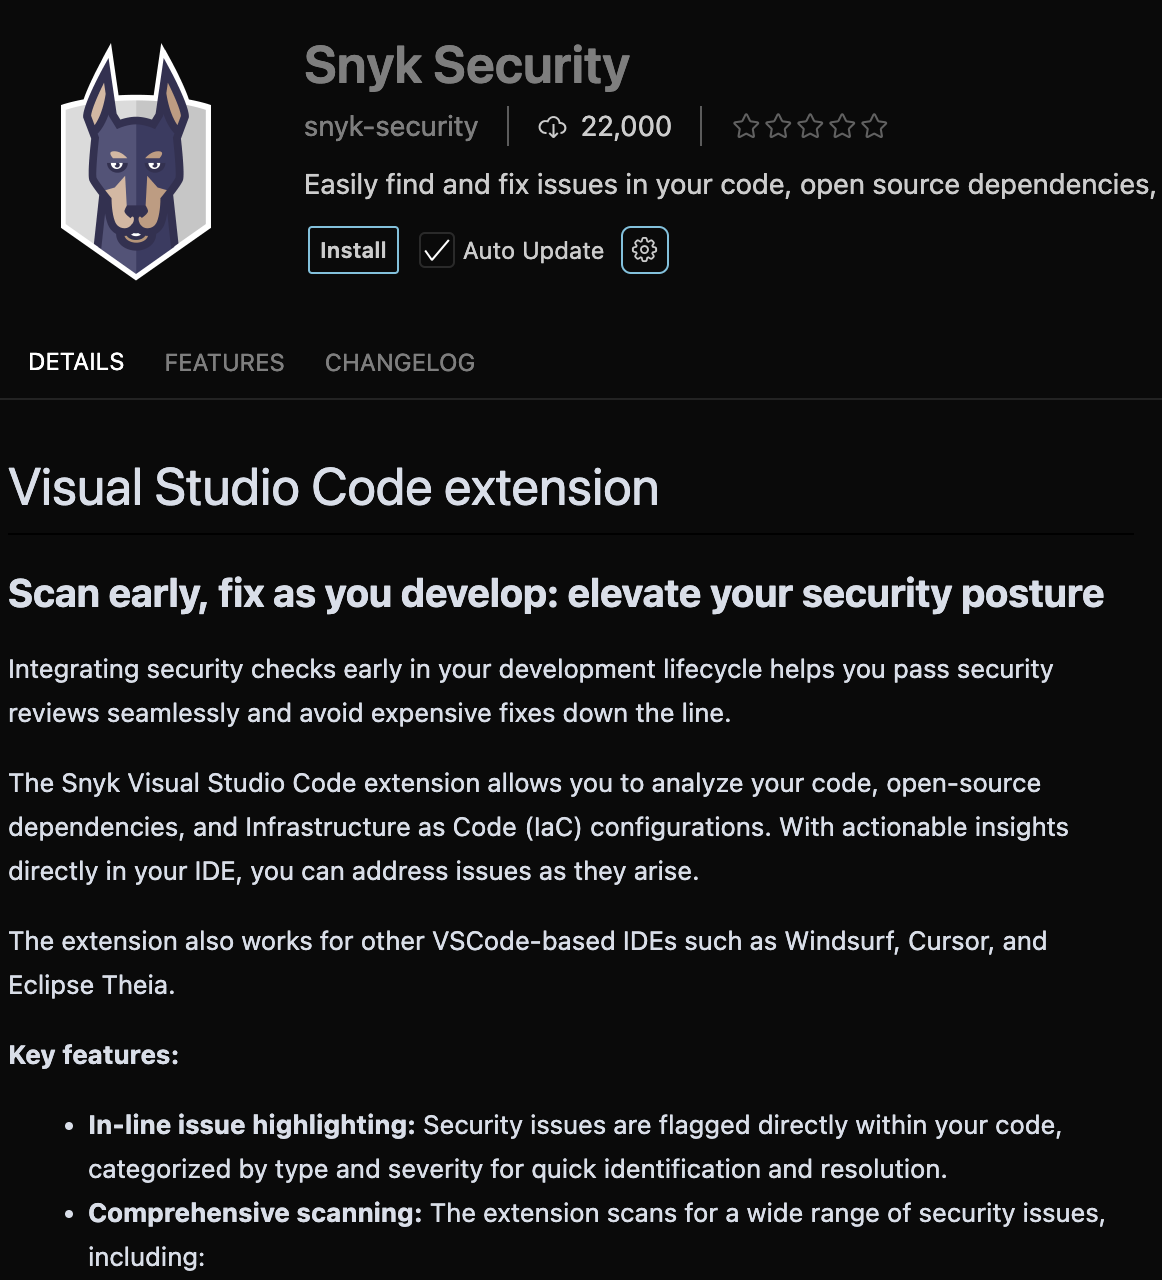 Snyk Security
snyk-security 22,000
Easily find and fix issues in your code, open source dependencies,
Install Auto Update
DETAILS FEATURES CHANGELOG
Visual Studio Code extension
Scan early, fix as you develop: elevate your security posture
Integrating security checks early in your development lifecycle helps you pass security
reviews seamlessly and avoid expensive fixes down the line.
The Snyk Visual Studio Code extension allows you to analyze your code, open-source
dependencies, and Infrastructure as Code (IaC) configurations. With actionable insights
directly in your IDE, you can address issues as they arise.
The extension also works for other VSCode-based IDEs such as Windsurf, Cursor, and
Eclipse Theia.
Key features:
• In-line issue highlighting: Security issues are flagged directly within your code,
categorized by type and severity for quick identification and resolution.
• Comprehensive scanning: The extension scans for a wide range of security issues,
including: